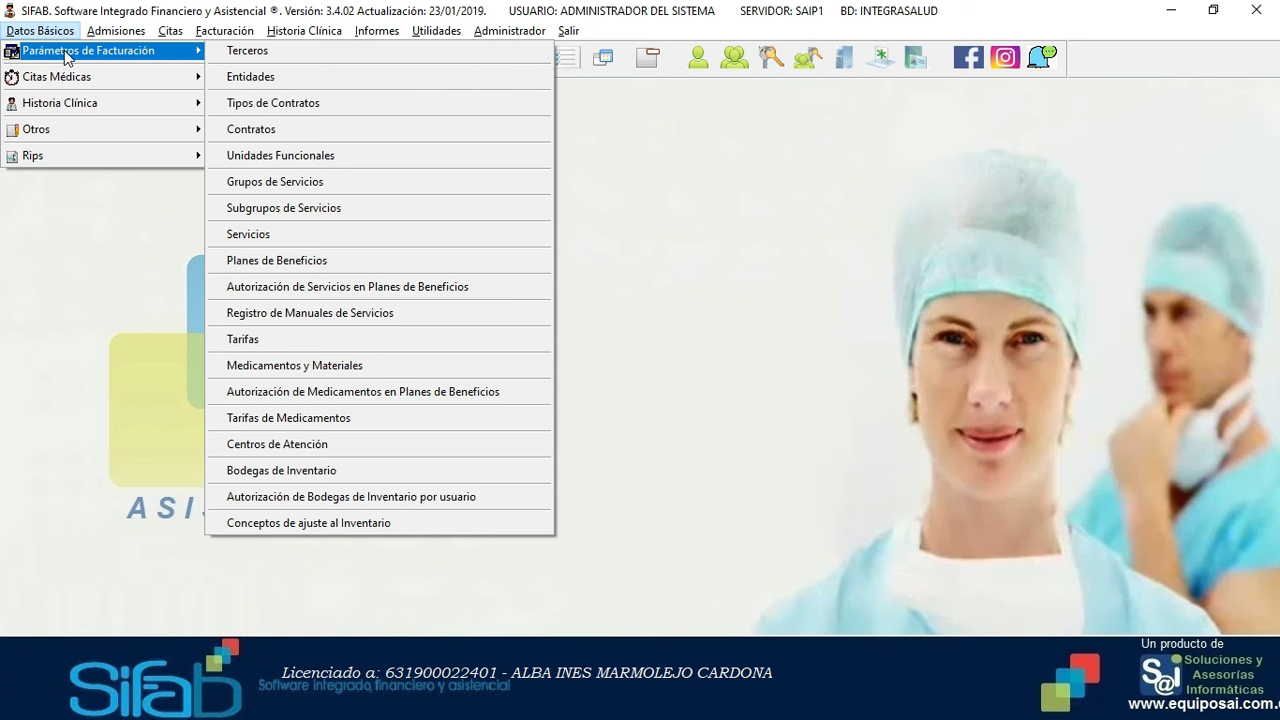 SIFAB. Software Integrado Financiero y Asistencial ®. Versión: 3.4.02 Actualización: 23/01/2019. USUARIO: ADMINISTRADOR DEL SISTEMA SERVIDOR: SAIP1 BD: INTEGRASALUD
Datos Básicos Admisiones Citas Facturación Historia Clínica Informes Utilidades Administrador Salir
Parámetros de Facturación
Citas Médicas
Historia Clínica
Otros
Rips
Terceros
Entidades
Tipos de Contratos
Contratos
Unidades Funcionales
Grupos de Servicios
Subgrupos de Servicios
Servicios
Planes de Beneficios
Autorización de Servicios en Planes de Beneficios
Registro de Manuales de Servicios
Tarifas
Medicamentos y Materiales
Autorización de Medicamentos en Planes de Beneficios
Tarifas de Medicamentos
Centros de Atención
Bodegas de Inventario
Autorización de Bodegas de Inventario por usuario
Conceptos de ajuste al Inventario
A S I
Sifab
Licenciado a: 631900022401 - ALBA INES MARMOLEJO CARDONA
Software integrado, financiero y asistencial
Un producto de
S@i
Soluciones y
Asesorías
Informáticas
www.equiposai.com.